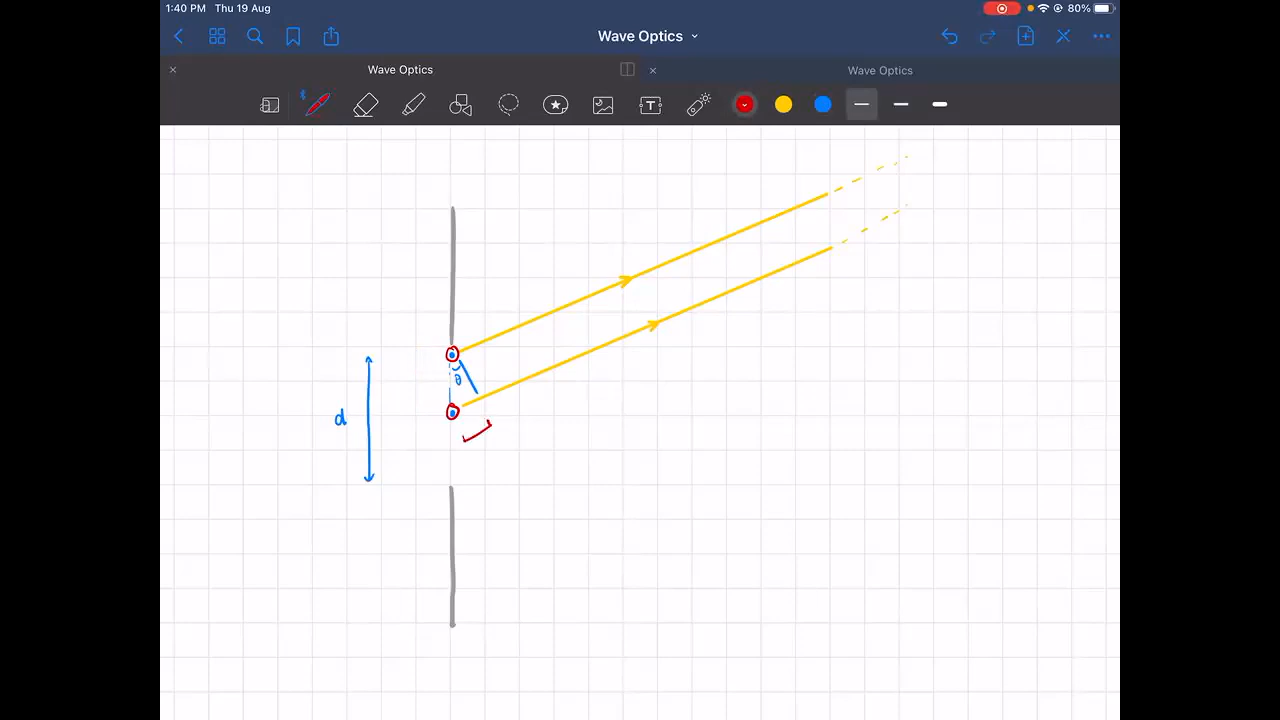 1:40 PM Thu 19 Aug
80%
Wave Optics
Wave Optics
Wave Optics
T
θ
d